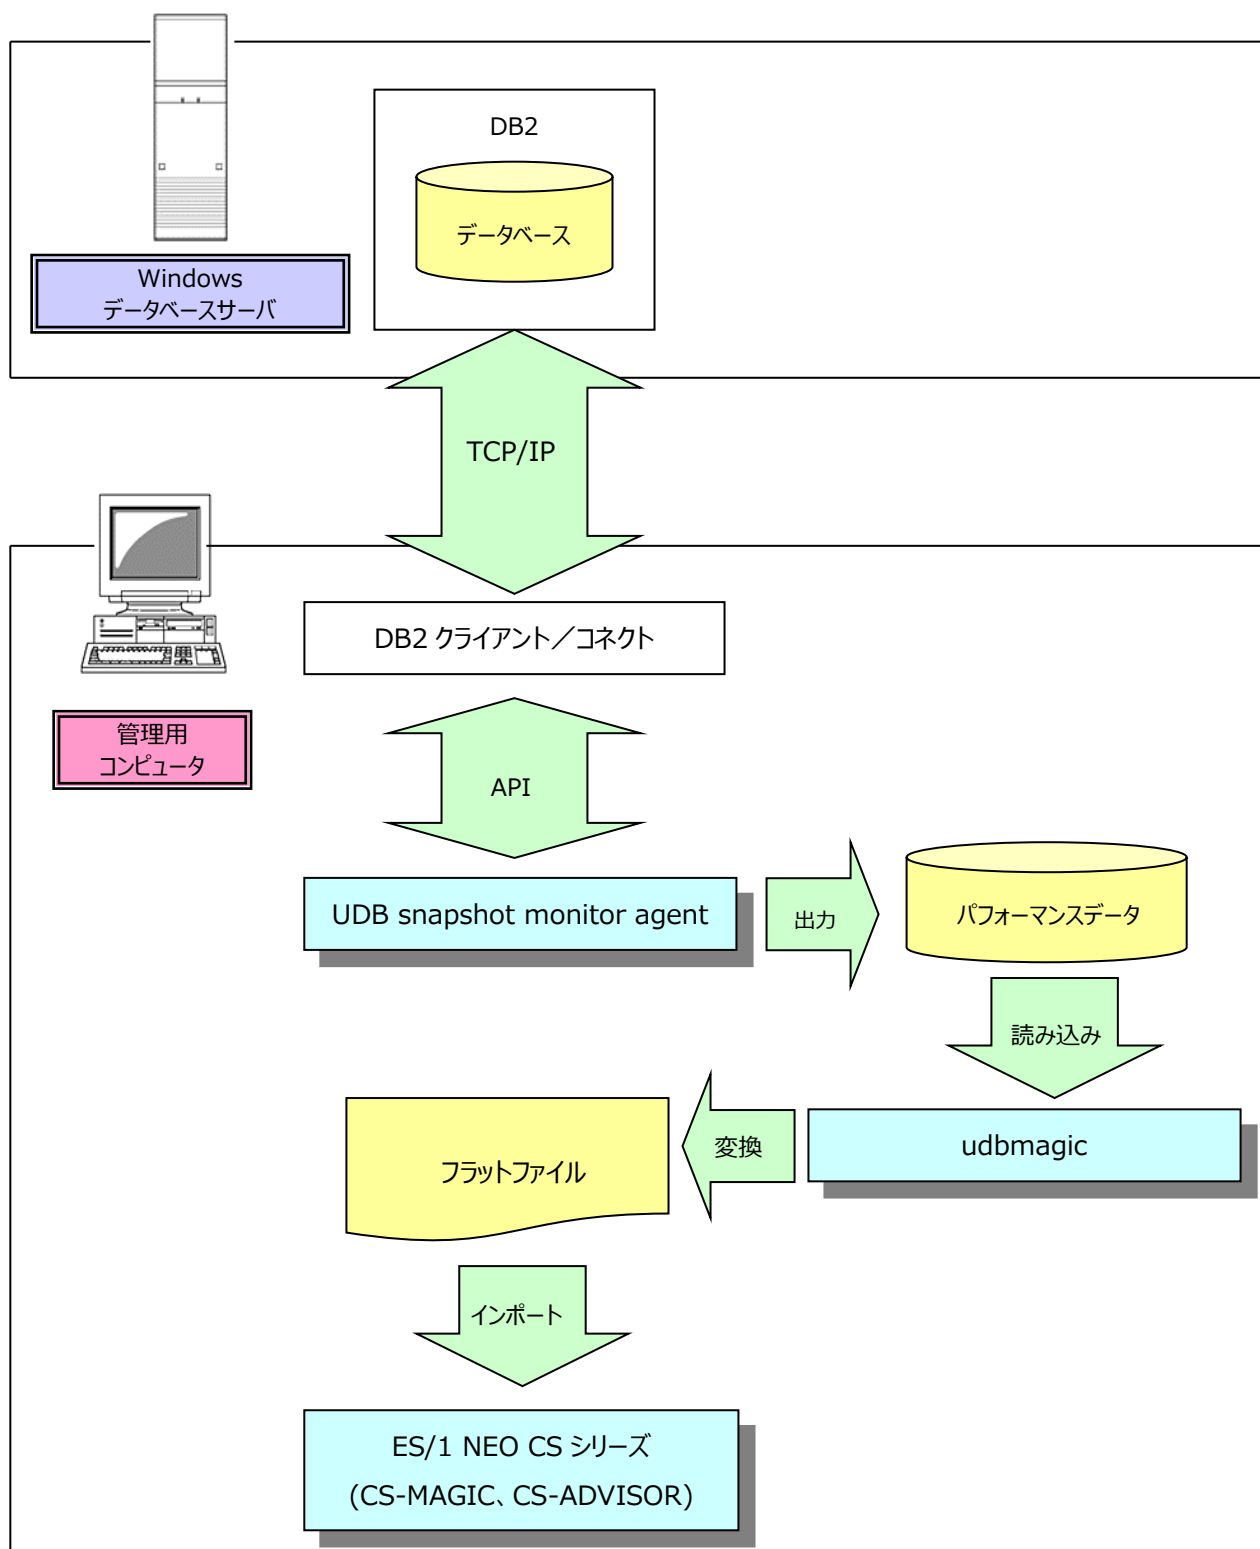 DB2
データベース
Windows
データベースサーバ
TCP/IP
DB2 クライアント／コネクト
管理用
コンピュータ
API
UDB snapshot monitor agent
出力
パフォーマンスデータ
読み込み
udbmagic
変換
フラットファイル
インポート
ES/1 NEO CS シリーズ
(CS-MAGIC、CS-ADVISOR)